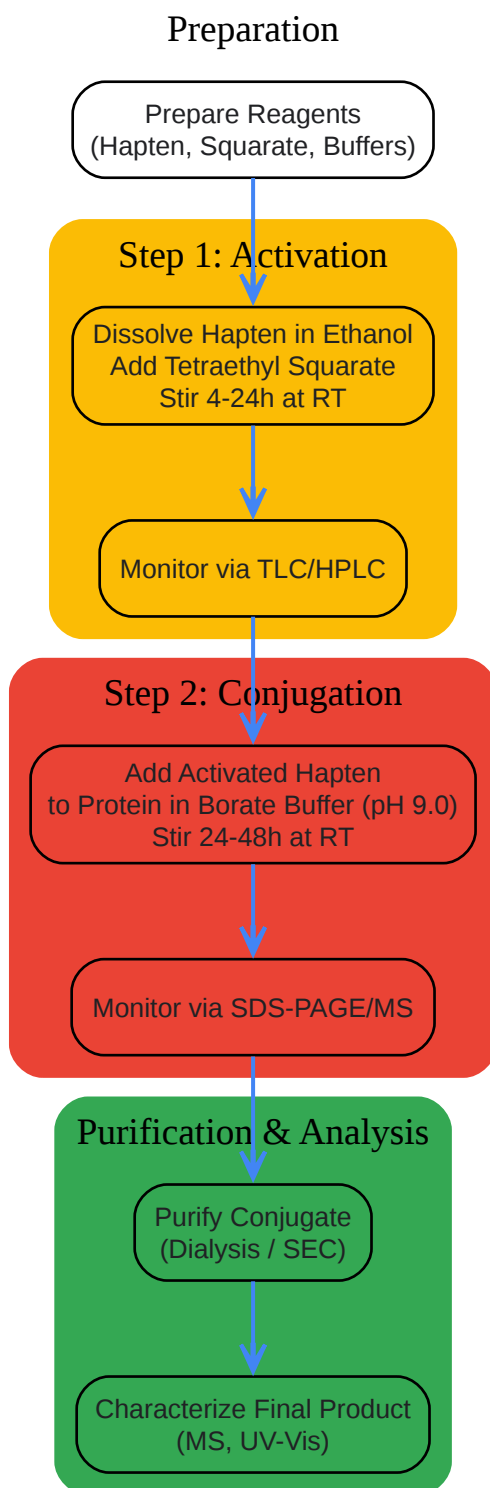 Preparation
Prepare Reagents
(Hapten, Squarate, Buffers)
Step 1: Activation
Dissolve Hapten in Ethanol
Add Tetraethyl Squarate
Stir 4-24h at RT
Monitor via TLC/HPLC
Step 2: Conjugation
Add Activated Hapten
to Protein in Borate Buffer (pH 9.0)
Stir 24-48h at RT
Monitor via SDS-PAGE/MS
Purification & Analysis
Purify Conjugate
(Dialysis / SEC)
Characterize Final Product
(MS, UV-Vis)